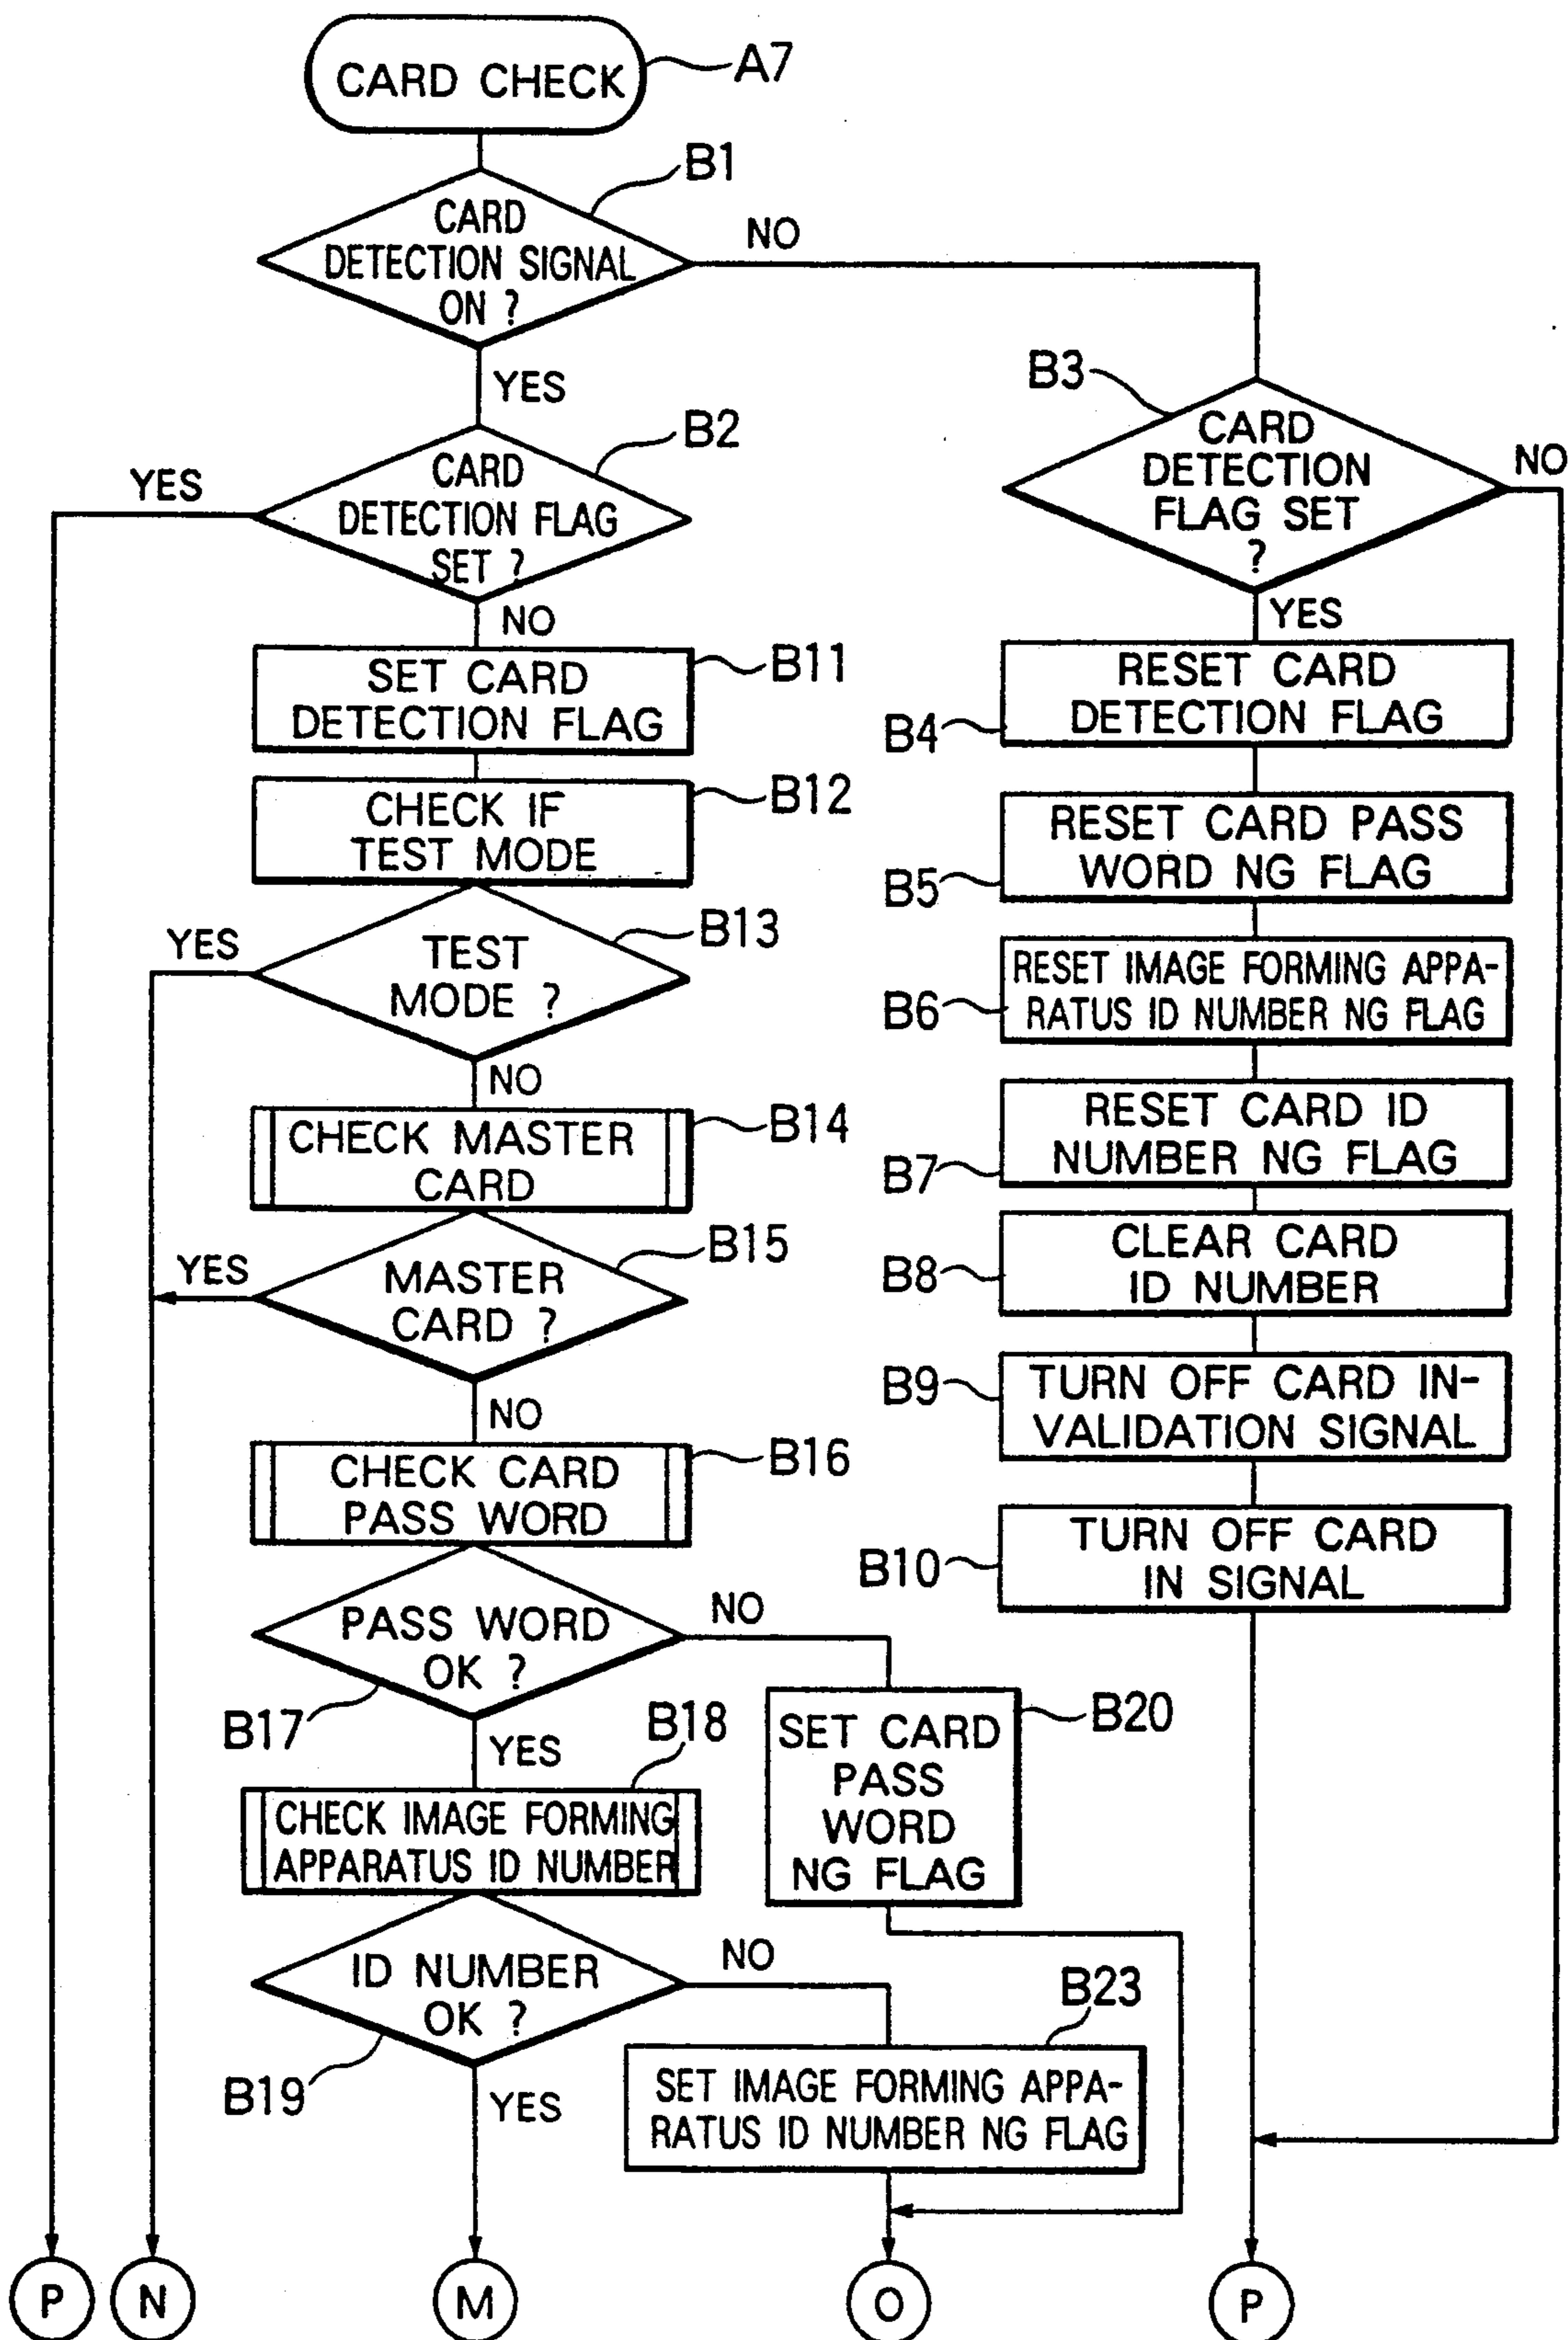 CARD CHECK
A7
B1
CARD
DETECTION SIGNAL
ON ?
NO
YES
B3
CARD
DETECTION
FLAG SET
?
NO
YES
B2
CARD
DETECTION FLAG
SET ?
YES
NO
SET CARD
DETECTION FLAG
B11
RESET CARD
DETECTION FLAG
B4
CHECK IF
TEST MODE
B12
RESET CARD PASS
WORD NG FLAG
B5
YES
TEST
MODE ?
B13
NO
RESET IMAGE FORMING APPA-
RATUS ID NUMBER NG FLAG
B6
CHECK MASTER
CARD
B14
RESET CARD ID
NUMBER NG FLAG
B7
YES
MASTER
CARD ?
B15
NO
CLEAR CARD
ID NUMBER
B8
TURN OFF CARD IN-
VALIDATION SIGNAL
B9
CHECK CARD
PASS WORD
B16
TURN OFF CARD
IN SIGNAL
B10
PASS WORD
OK ?
NO
B17
YES
B18
SET CARD
PASS
WORD
NG FLAG
B20
CHECK IMAGE FORMING
APPARATUS ID NUMBER
ID NUMBER
OK ?
NO
B19
YES
B23
SET IMAGE FORMING APPA-
RATUS ID NUMBER NG FLAG
P
N
M
O
P